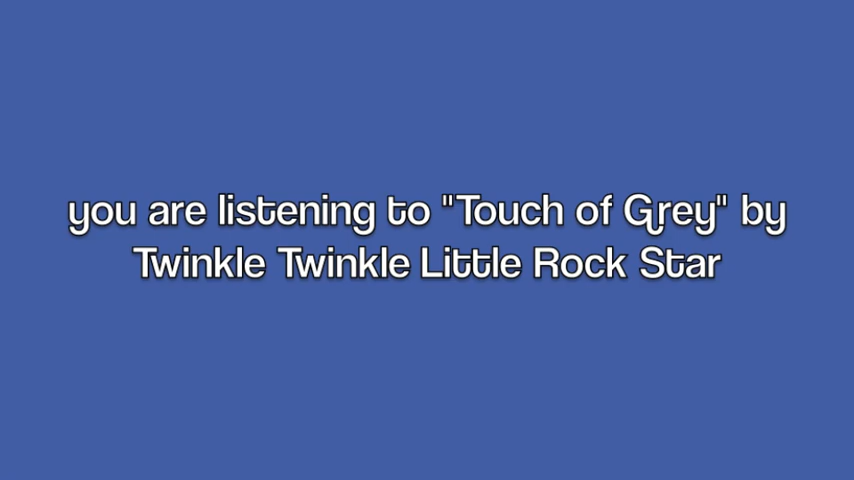 you are listening to "Touch of Grey" by
Twinkle Twinkle Little Rock Star